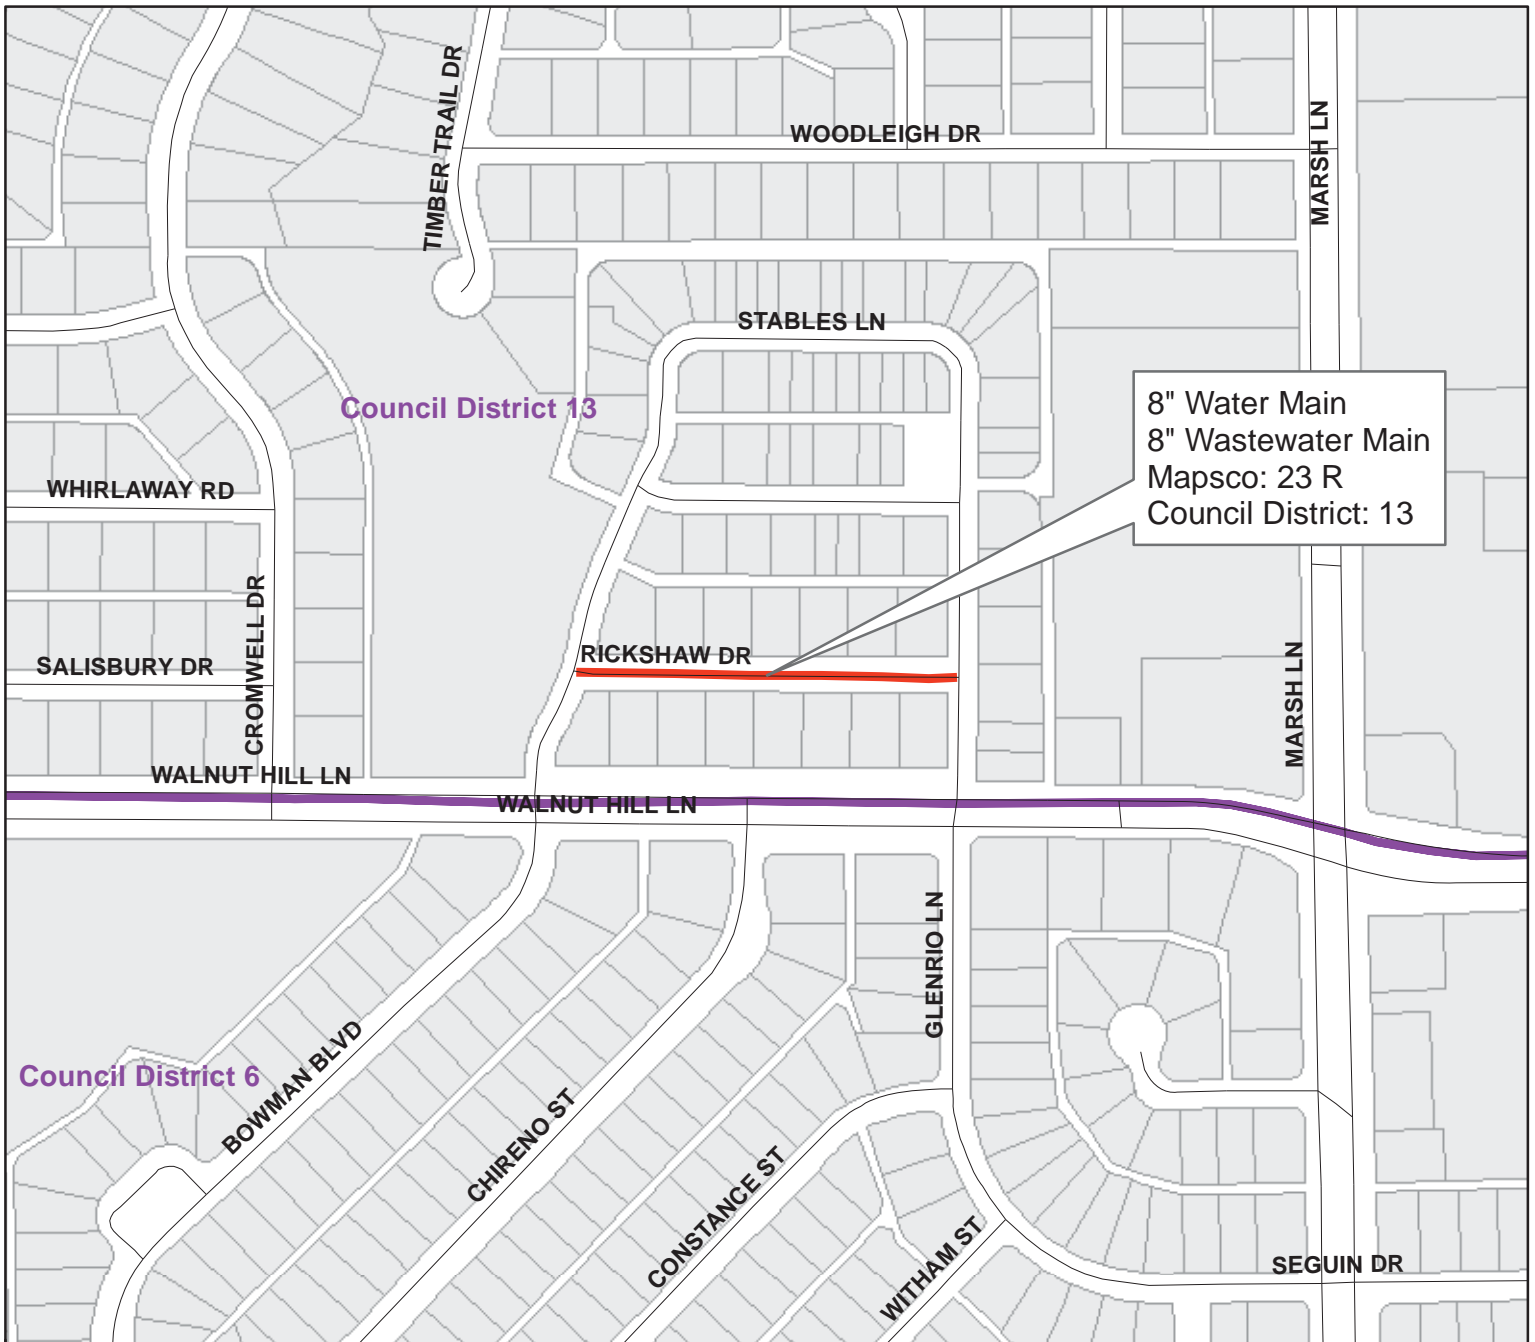 TIMBER TRAIL DR
WOODLEIGH DR
MARSH LN
STABLES LN
Council District 13
8" Water Main
8" Wastewater Main
Mapsco: 23 R
Council District: 13
WHIRLAWAY RD
CROMWELL DR
RICKSHAW DR
SALISBURY DR
MARSH LN
WALNUT HILL LN
WALNUT HILL LN
GLENRIO LN
Council District 6
BOWMAN BLVD
CHIRENO ST
CONSTANCE ST
WITHAM ST
SEGUIN DR